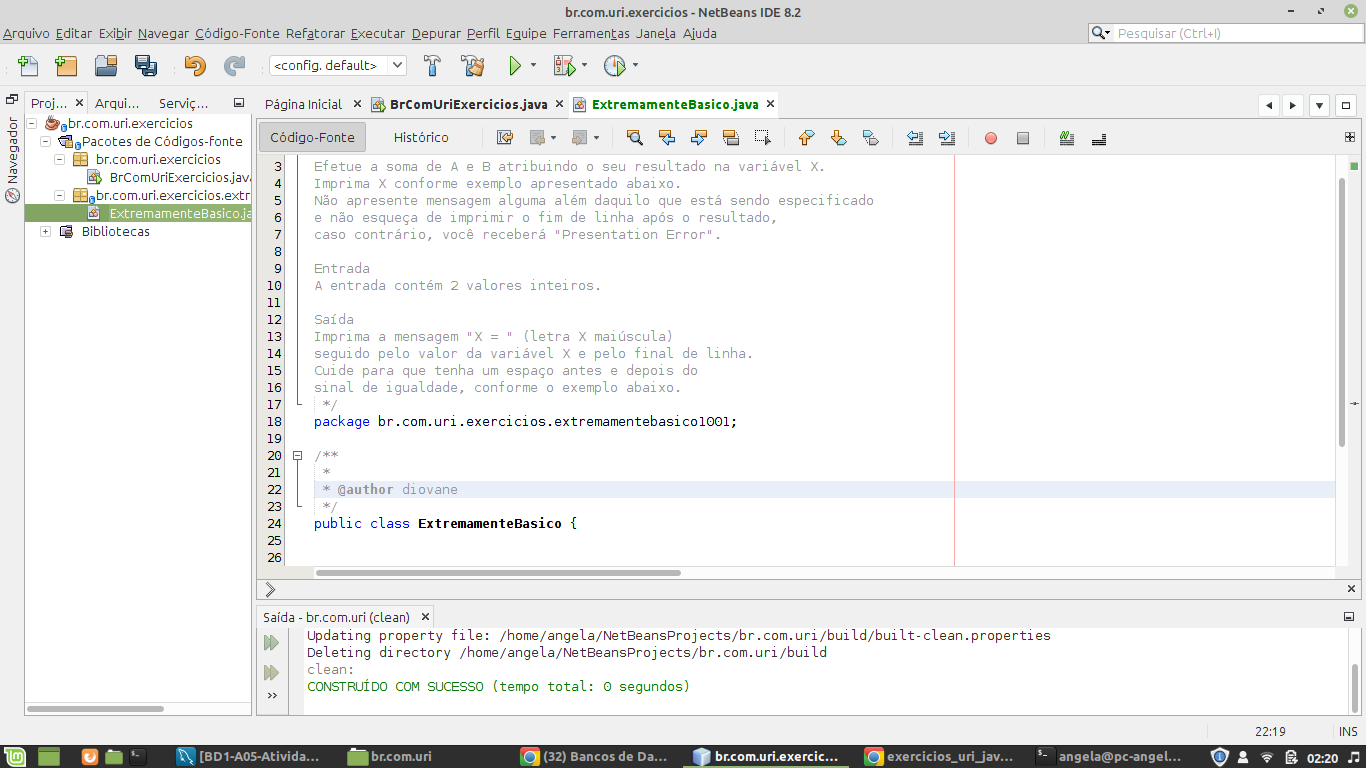 br.com.uri.exercicios - NetBeans IDE 8.2
Arquivo Editar Exibir Navegar Código-Fonte Refatorar Executar Depurar Perfil Equipe Ferramentas Janela Ajuda
Pesquisar (Ctrl+I)
<config. default>
Proj... Arqui... Serviç...
Página Inicial BrComUriExercicios.java ExtremamenteBasico.java
Navegador
br.com.uri.exercicios
Pacotes de Códigos-fonte
br.com.uri.exercicios
BrComUriExercicios.java
br.com.uri.exercicios.extr
ExtremamenteBasico.ja
Bibliotecas
Código-Fonte Histórico
3 Efetue a soma de A e B atribuindo o seu resultado na variável X.
4 Imprima X conforme exemplo apresentado abaixo.
5 Não apresente mensagem alguma além daquilo que está sendo especificado
6 e não esqueça de imprimir o fim de linha após o resultado,
7 caso contrário, você receberá "Presentation Error".
8
9 Entrada
10 A entrada contém 2 valores inteiros.
11
12 Saída
13 Imprima a mensagem "X = " (letra X maiúscula)
14 seguido pelo valor da variável X e pelo final de linha.
15 Cuide para que tenha um espaço antes e depois do
16 sinal de igualdade, conforme o exemplo abaixo.
17 */
18 package br.com.uri.exercicios.extremamentebasico1001;
19
20 /**
21 *
22 * @author diovane
23 */
24 public class ExtremamenteBasico {
25
26
Saída - br.com.uri (clean)
Updating property file: /home/angela/NetBeansProjects/br.com.uri/build/built-clean.properties
Deleting directory /home/angela/NetBeansProjects/br.com.uri/build
clean:
CONSTRUÍDO COM SUCESSO (tempo total: 0 segundos)
22:19 INS
[BD1-A05-Ativida... br.com.uri (32) Bancos de Da... br.com.uri.exercic... exercicios_uri_jav... angela@pc-angel... 02:20